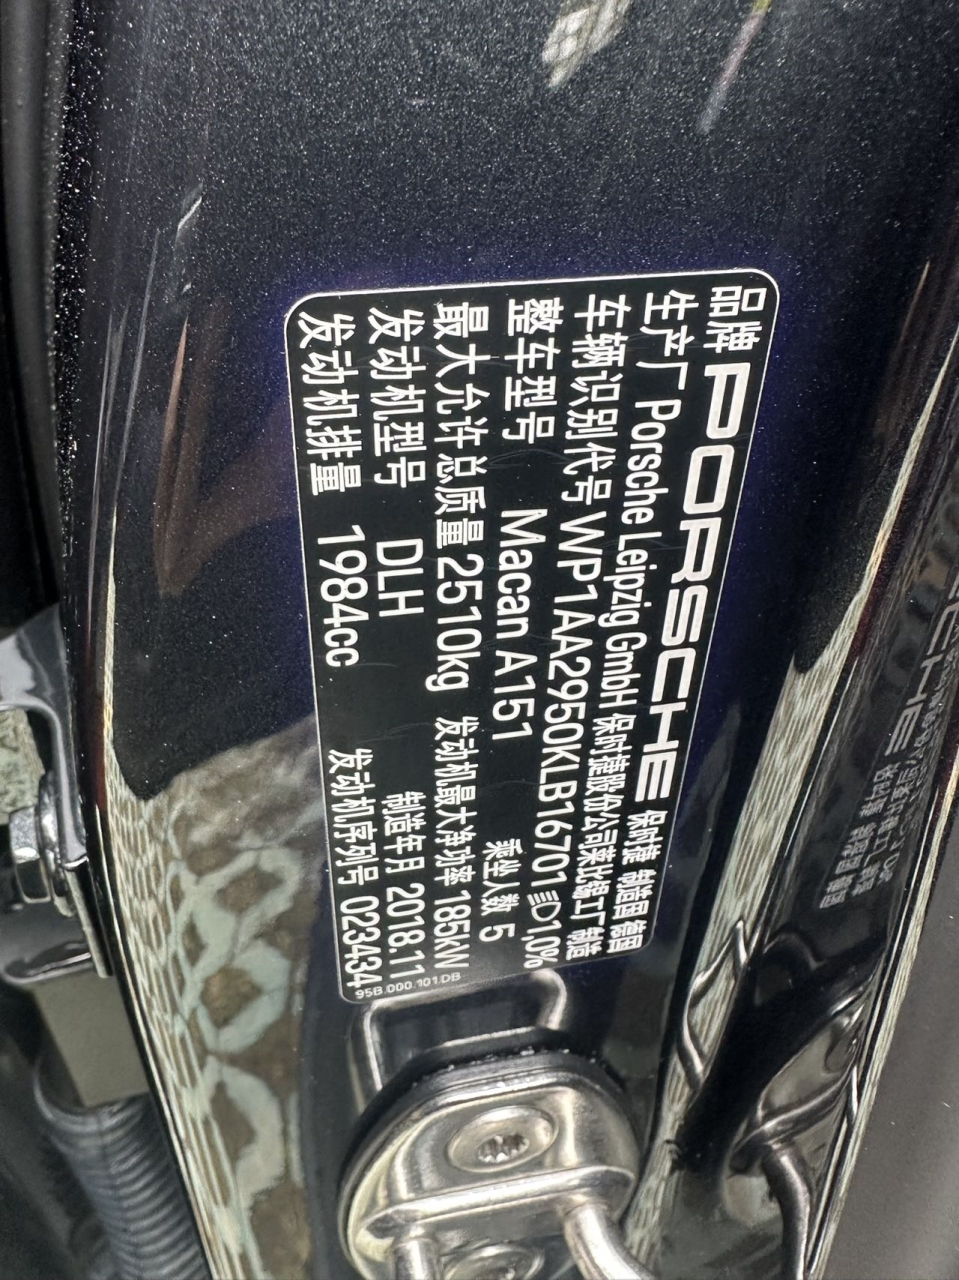 品牌 PORSCHE 保时捷 制造国 德国
生产厂 Porsche Leipzig GmbH 保时捷股份公司莱比锡工厂 制造
车辆识别代号 WP1AA2950KLB16701 D1,0%
整车型号 Macan A151 乘坐人数 5
最大允许总质量 2510kg 发动机最大净功率 185kW
发动机型号 DLH 制造年月 2018.11
发动机排量 1984cc 发动机序列号 023434
95B.000.101.DB